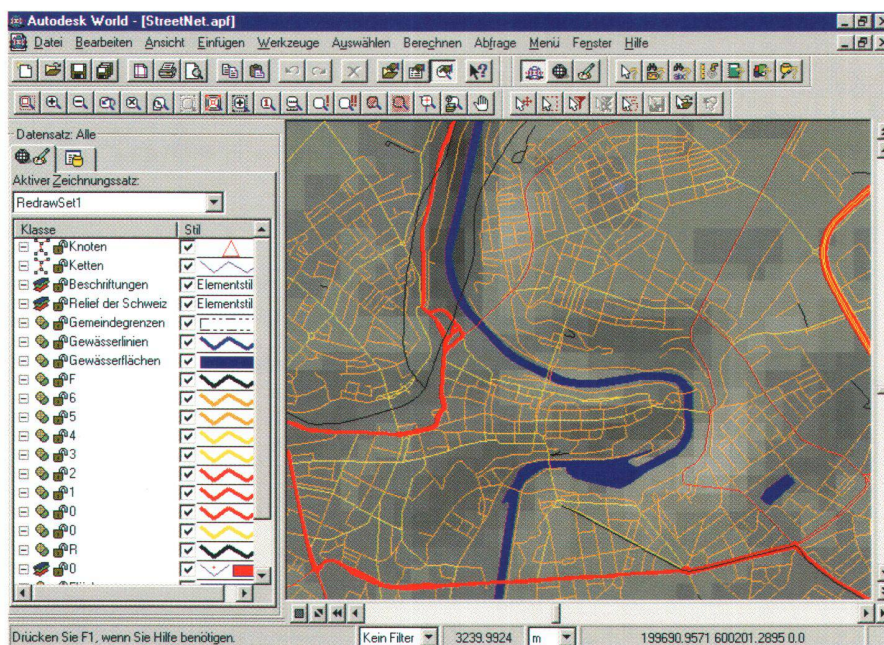 Autodesk World - [StreetNet.apf]
Datei Bearbeiten Ansicht Einfügen Werkzeuge Auswählen Berechnen Abfrage Menü Fenster Hilfe
Datensatz: Alle
Aktiver Zeichnungssatz:
RedrawSet1
Klasse Stil
Knoten
Ketten
Beschriftungen Elementstil
Relief der Schweiz Elementstil
Gemeindegrenzen
Gewässerlinien
Gewässerflächen
F
6
5
4
3
2
1
0
0
R
0
Drücken Sie F1, wenn Sie Hilfe benötigen. Kein Filter 3239.9924 m 199690.9571 600201.2895 0.0